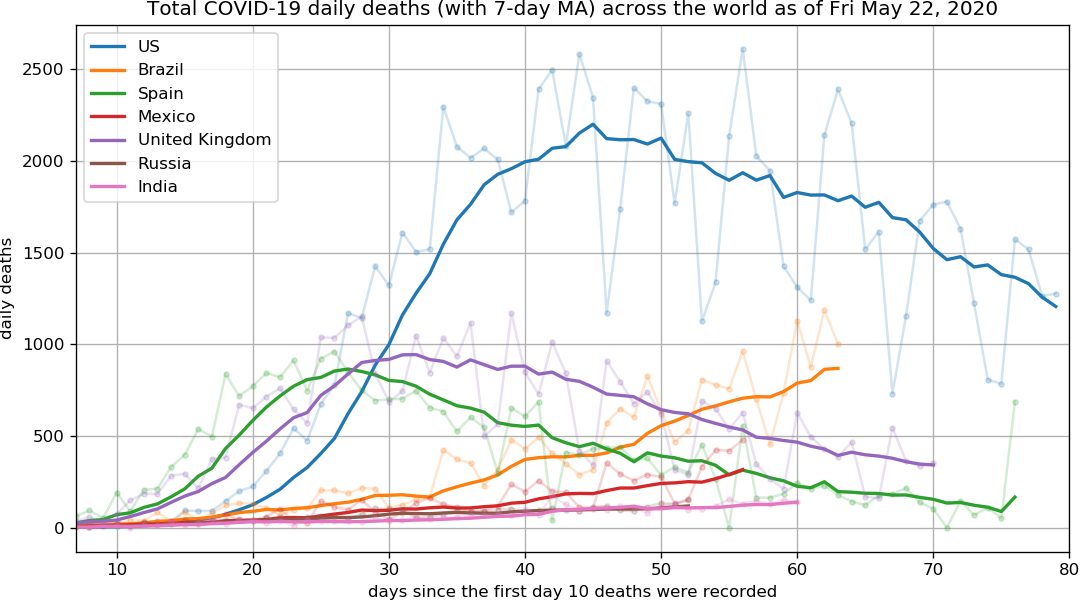 Total COVID-19 daily deaths (with 7-day MA) across the world as of Fri May 22, 2020
US
Brazil
Spain
Mexico
United Kingdom
Russia
India
2500
2000
1500
1000
500
0
daily deaths
10 20 30 40 50 60 70 80
days since the first day 10 deaths were recorded